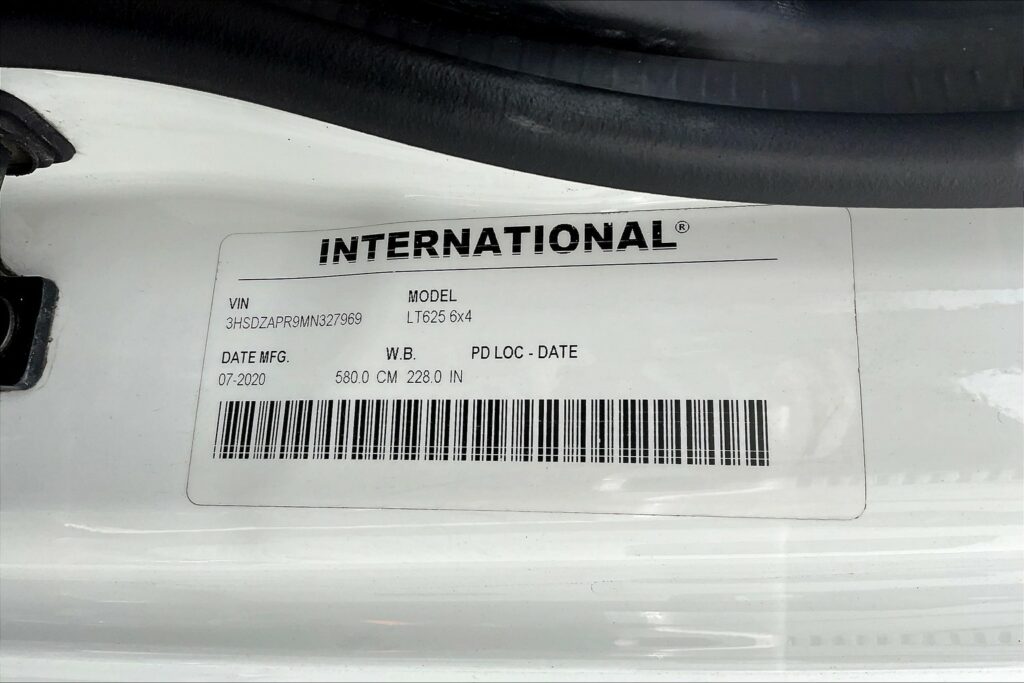 INTERNATIONAL®
VIN MODEL
3HSDZAPR9MN327969 LT625 6x4
DATE MFG. W.B. PD LOC - DATE
07-2020 580.0 CM 228.0 IN